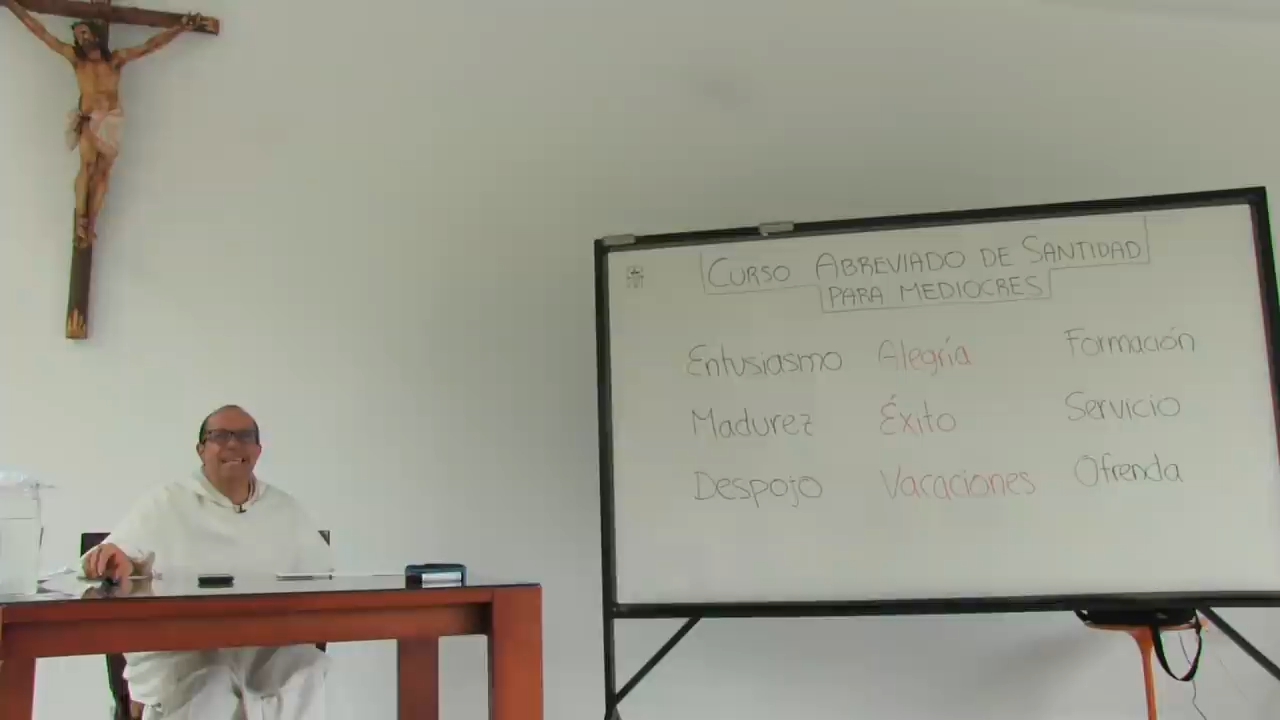 CURSO ABREVIADO DE SANTIDAD
PARA MEDIOCRES
Entusiasmo Alegría Formación
Madurez Éxito Servicio
Despojo Vacaciones Ofrenda